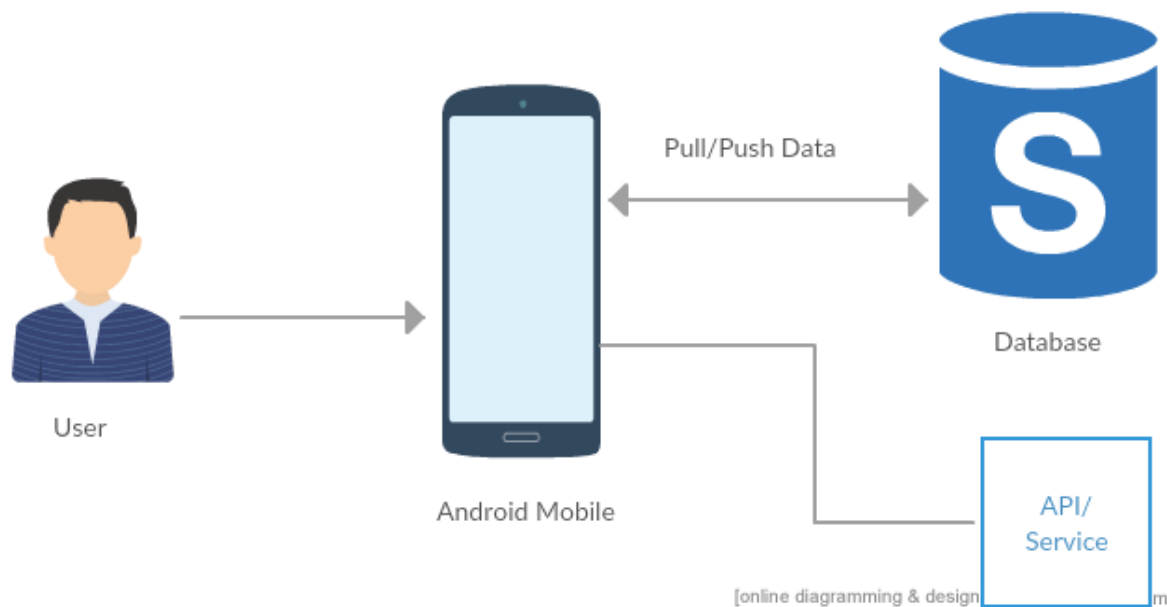 Pull/Push Data
S
Database
User
Android Mobile
API/
Service
[online diagramming & design
m